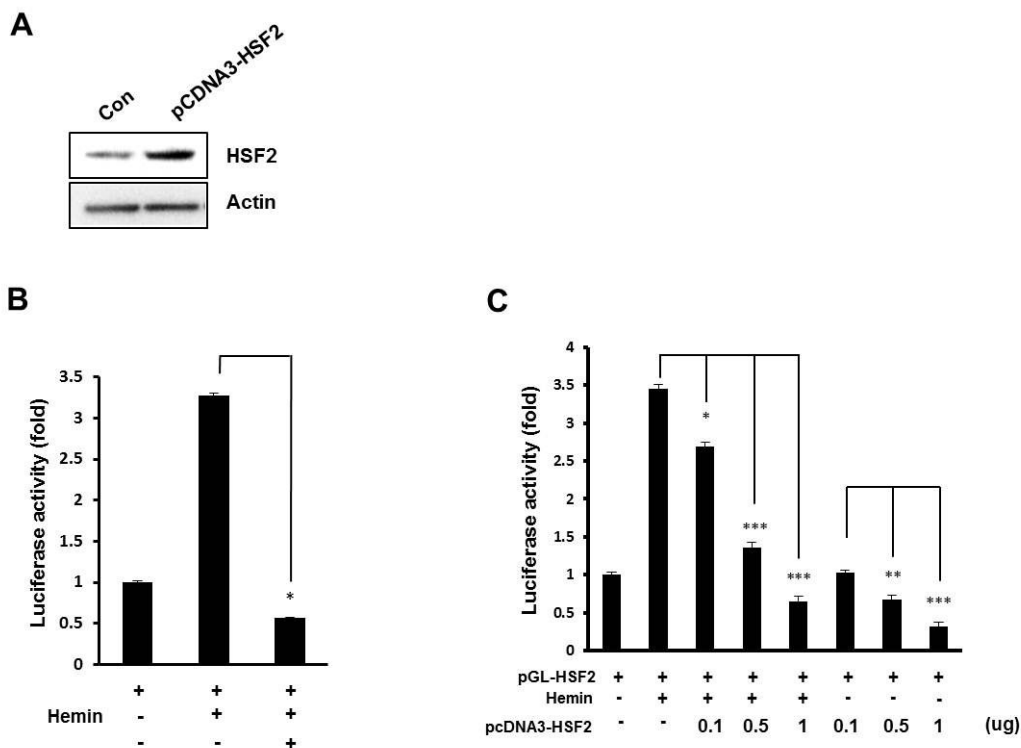 A
Con pCDNA3-HSF2
HSF2
Actin
B
Luciferase activity (fold)
3.5
3
2.5
2
1.5
1
0.5
0
*
+ + +
Hemin - + +
- - +
C
Luciferase activity (fold)
4
3.5
3
2.5
2
1.5
1
0.5
0
* *** *** ** ***
pGL-HSF2 + + + + + + + +
Hemin - + + + + - - -
pcDNA3-HSF2 - - 0.1 0.5 1 0.1 0.5 1 (ug)